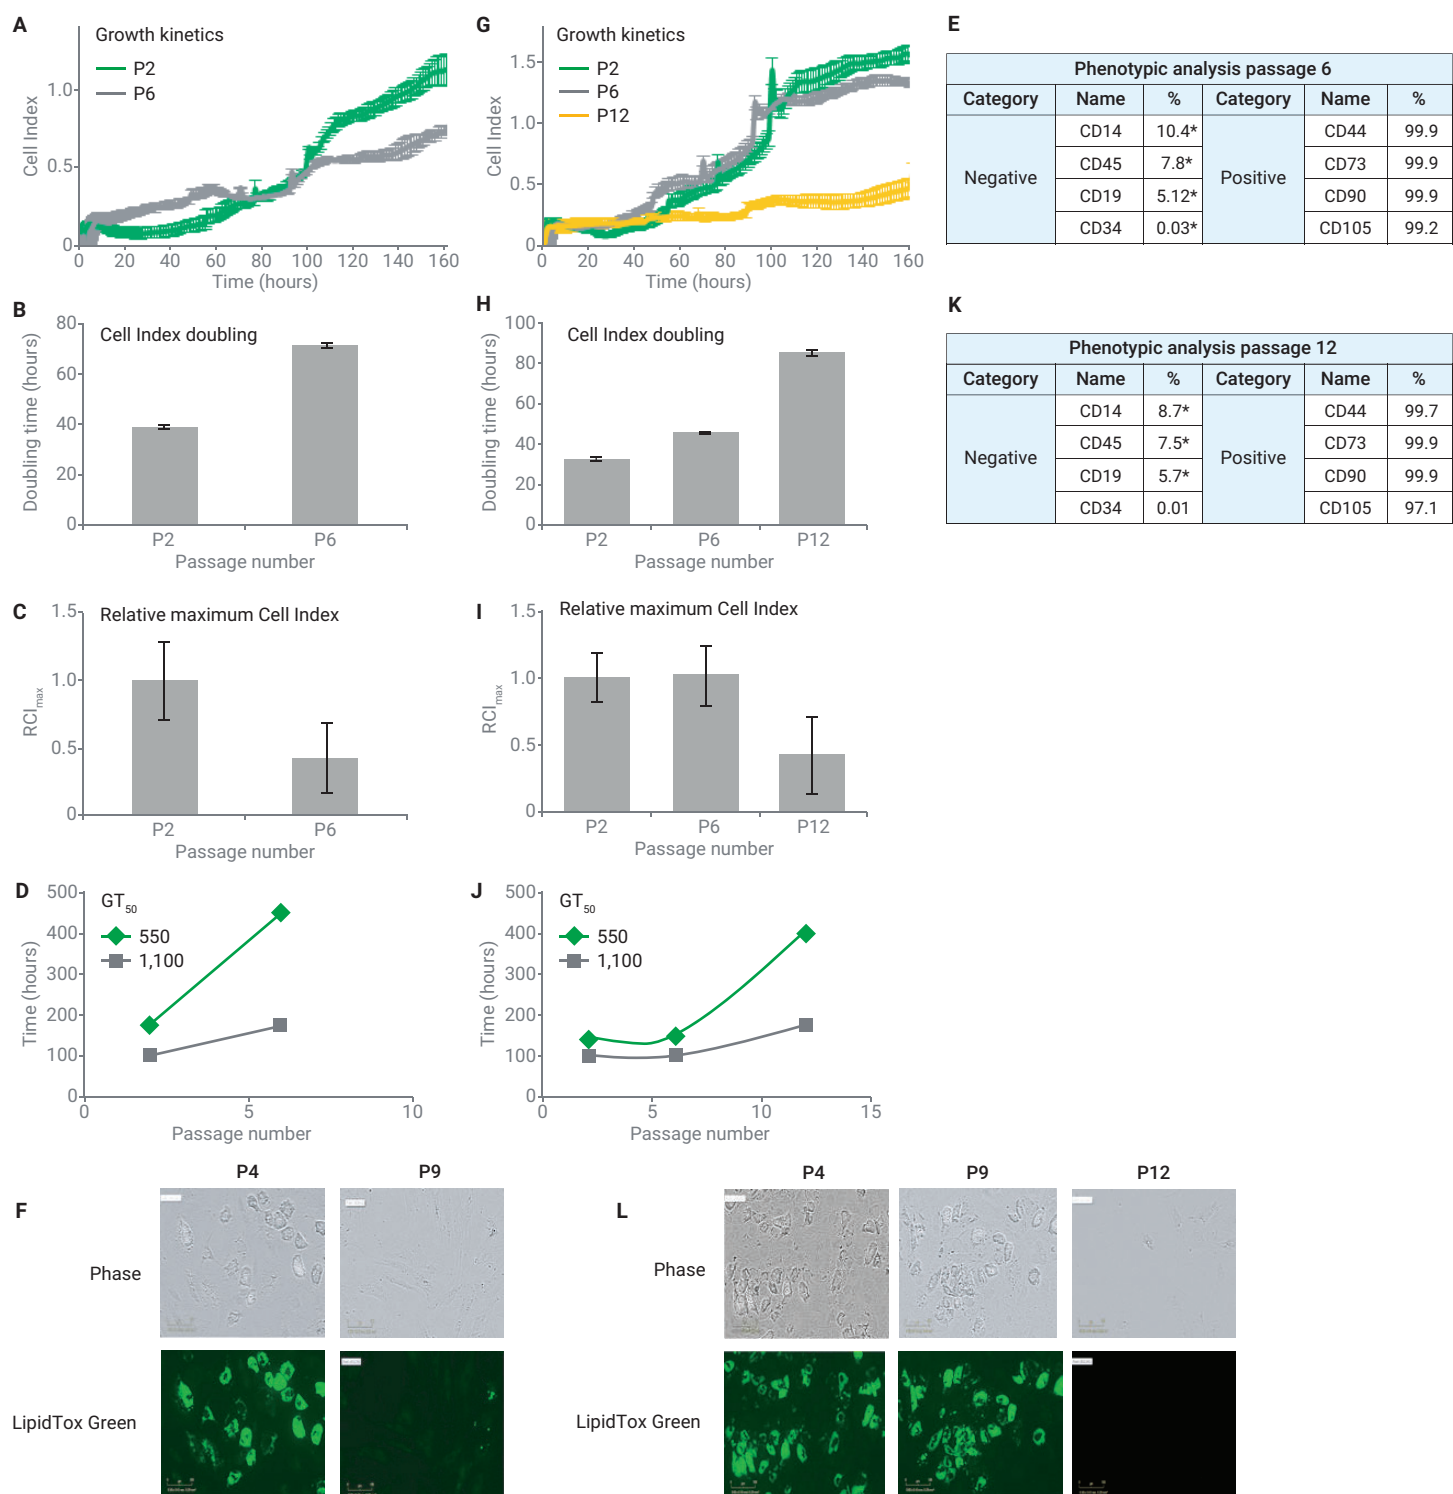 A
Growth kinetics
P2
P6
Cell Index
1.0
0.5
0
0 20 40 60 80 100 120 140 160
Time (hours)
G
Growth kinetics
P2
P6
P12
Cell Index
1.5
1.0
0.5
0
0 20 40 60 80 100 120 140 160
Time (hours)
E
Phenotypic analysis passage 6
Category Name % Category Name %
Negative CD14 10.4* Positive CD44 99.9
CD45 7.8* CD73 99.9
CD19 5.12* CD90 99.9
CD34 0.03* CD105 99.2
B
Cell Index doubling
Doubling time (hours)
80
60
40
20
0
P2 P6
Passage number
H
Cell Index doubling
Doubling time (hours)
100
80
60
40
20
0
P2 P6 P12
Passage number
K
Phenotypic analysis passage 12
Category Name % Category Name %
Negative CD14 8.7* Positive CD44 99.7
CD45 7.5* CD73 99.9
CD19 5.7* CD90 99.9
CD34 0.01 CD105 97.1
C
Relative maximum Cell Index
RCImax
1.5
1.0
0.5
0
P2 P6
Passage number
I
Relative maximum Cell Index
RCImax
1.5
1.0
0.5
0
P2 P6 P12
Passage number
D
GT50
550
1,100
Time (hours)
500
400
300
200
100
0
0 5 10
Passage number
J
GT50
550
1,100
Time (hours)
500
400
300
200
100
0
0 5 10 15
Passage number
F
P4 P9
Phase
LipidTox Green
L
P4 P9 P12
Phase
LipidTox Green